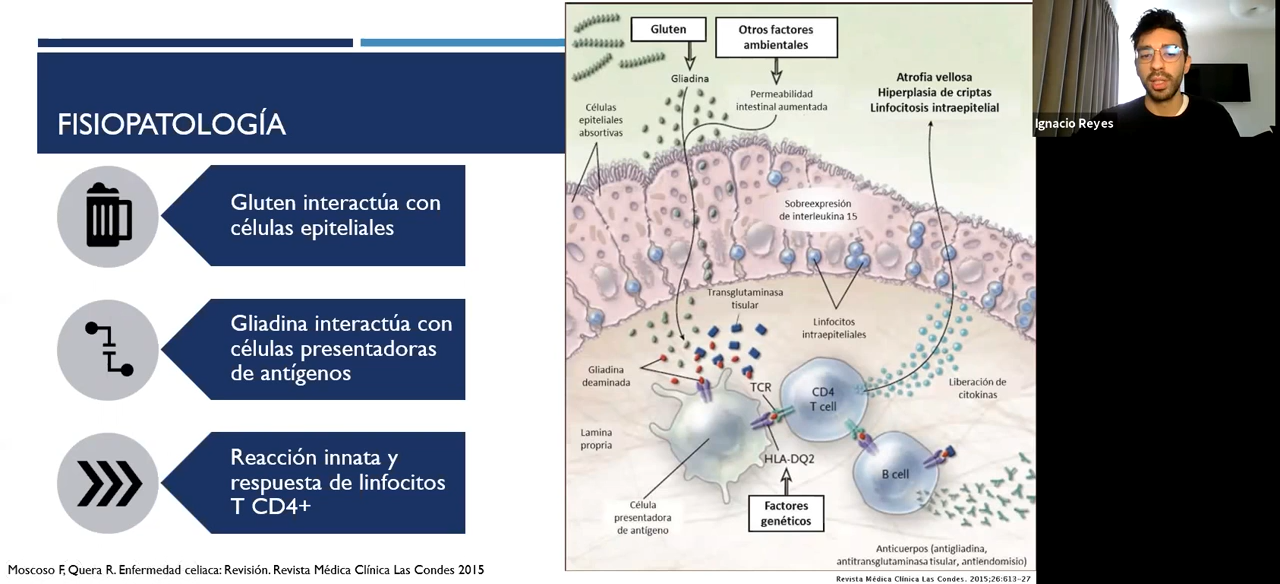 FISIOPATOLOGÍA
Gluten interactúa con
células epiteliales
Gliadina interactúa con
células presentadoras
de antígenos
Reacción innata y
respuesta de linfocitos
T CD4+
Moscoso F, Quera R. Enfermedad celiaca: Revisión. Revista Médica Clínica Las Condes 2015
Gluten
Otros factores
ambientales
Gliadina
Permeabilidad
intestinal aumentada
Células
epiteliales
absortivas
Atrofia vellosa
Hiperplasia de criptas
Linfocitosis intraepitelial
Sobreexpresión
de interleukina 15
Transglutaminasa
tisular
Linfocitos
intraepiteliales
Gliadina
deaminada
TCR
CD4
T cell
Liberación de
citokinas
Lamina
propria
HLA-DQ2
B cell
Célula
presentadora
de antígeno
Factores
genéticos
Anticuerpos (antigliadina,
antitransglutaminasa tisular, antiendomisio)
Revista Médica Clínica Las Condes. 2015;26:613-27
Ignacio Reyes